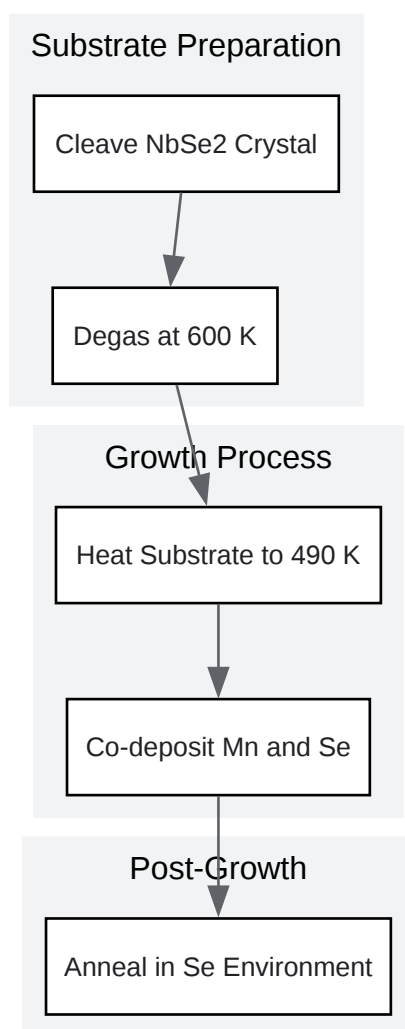 Substrate Preparation
Cleave NbSe2 Crystal
Degas at 600 K
Growth Process
Heat Substrate to 490 K
Co-deposit Mn and Se
Post-Growth
Anneal in Se Environment